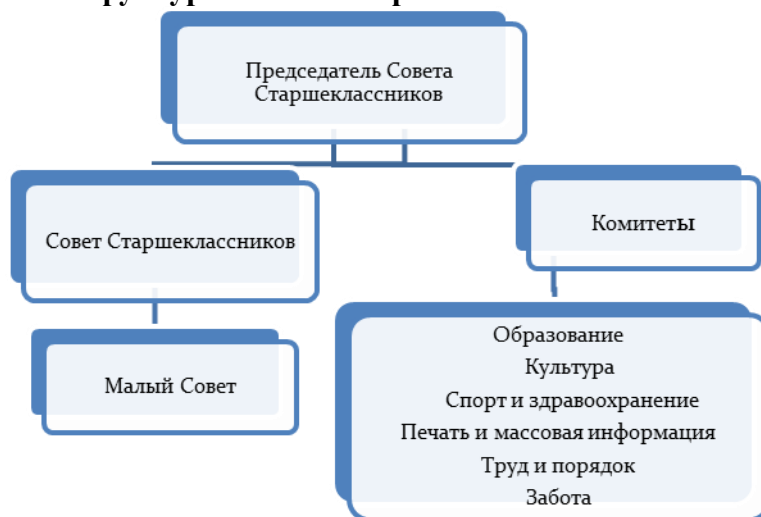 Председатель Совета
Старшеклассников
Совет Старшеклассников
Комитеты
Малый Совет
Образование
Культура
Спорт и здравоохранение
Печать и массовая информация
Труд и порядок
Забота